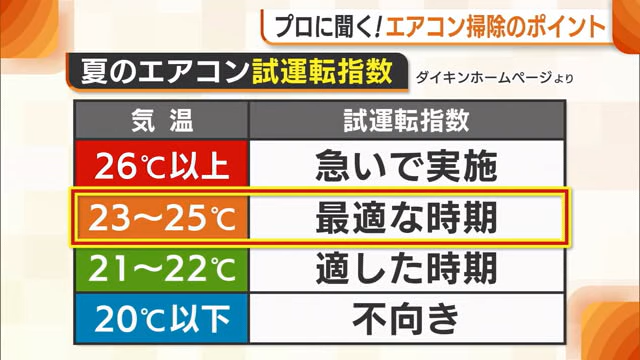 プロに聞く!エアコン掃除のポイント
夏のエアコン試運転指数 ダイキンホームページより
気温 試運転指数
26℃以上 急いで実施
23～25℃ 最適な時期
21～22℃ 適した時期
20℃以下 不向き